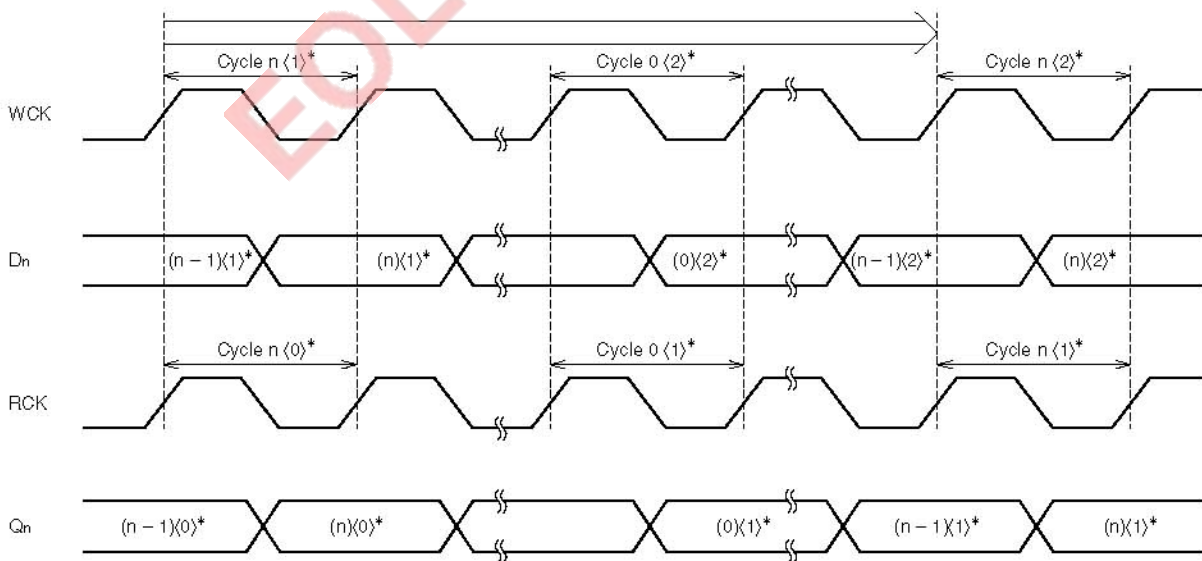 EOL
Cycle n ⟨1⟩* Cycle 0 ⟨2⟩* Cycle n ⟨2⟩*
WCK
Dn (n – 1)⟨1⟩* (n)⟨1⟩* (0)⟨2⟩* (n–1)⟨2⟩* (n)⟨2⟩*
Cycle n ⟨0⟩* Cycle 0 ⟨1⟩* Cycle n ⟨1⟩*
RCK
Qn (n – 1)⟨0⟩* (n)⟨0⟩* (0)⟨1⟩* (n – 1)⟨1⟩* (n)⟨1⟩*